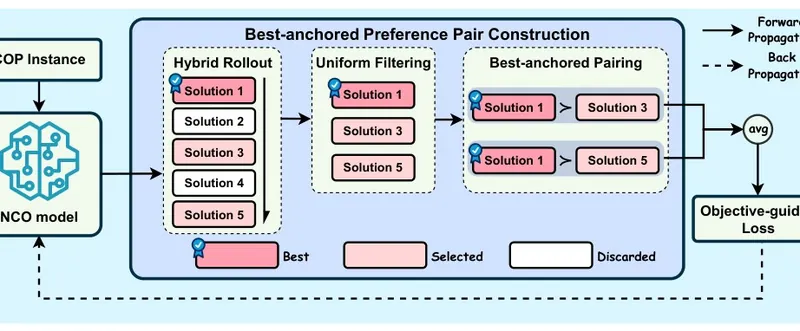 Best-anchored Preference Pair Construction
Forward
Propagat
Back
Propagat
COP Instance
NCO model
Hybrid Rollout
Solution 1
Solution 2
Solution 3
Solution 4
Solution 5
Uniform Filtering
Solution 1
Solution 3
Solution 5
Best-anchored Pairing
Solution 1 ≻ Solution 3
Solution 1 ≻ Solution 5
avg
Objective-guid
Loss
Best
Selected
Discarded